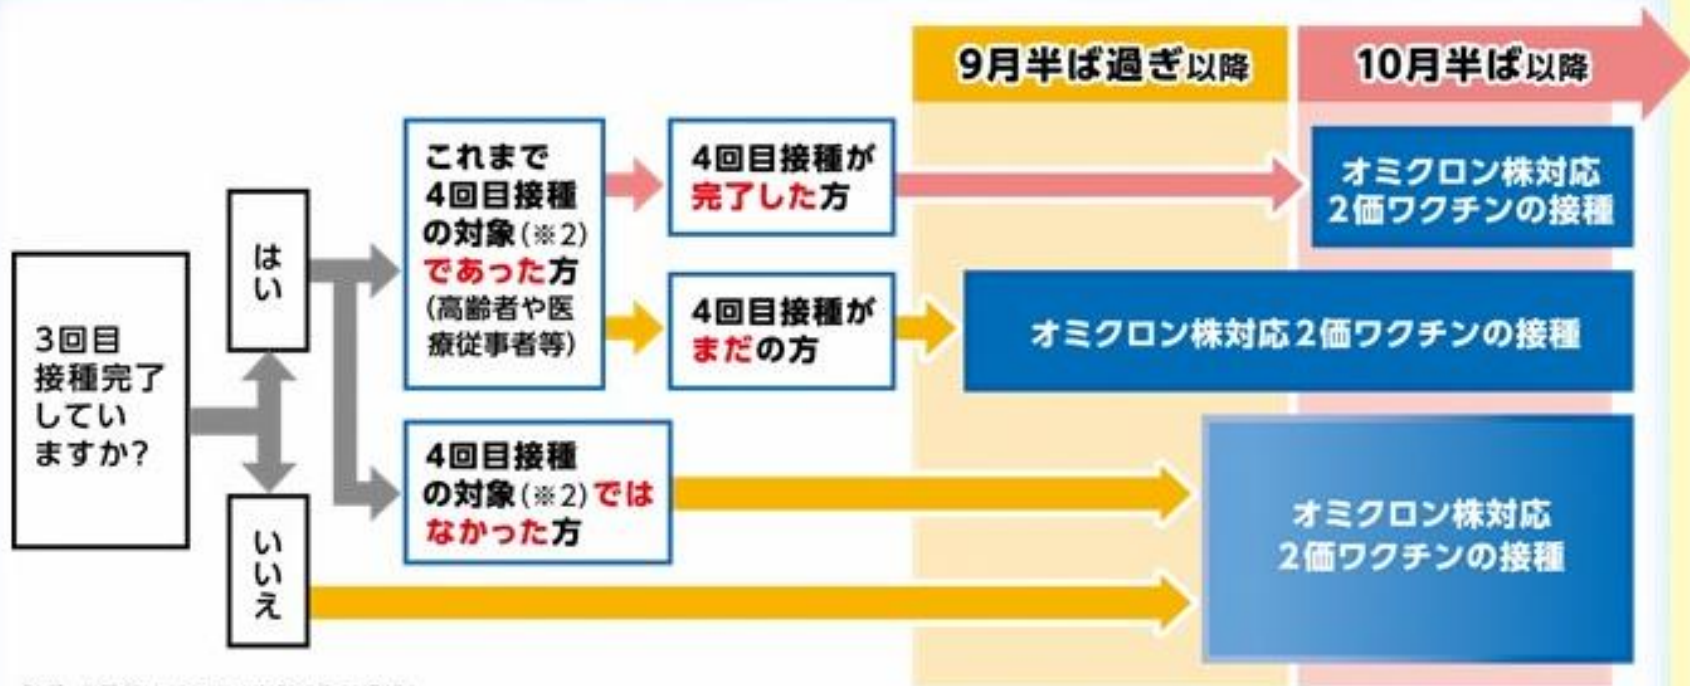 9月半ば過ぎ以降
10月半ば以降
3回目
接種完了
してい
ますか?
はい
いいえ
これまで
4回目接種
の対象(※2)
であった方
(高齢者や医
療従事者等)
4回目接種が
完了した方
オミクロン株対応
2価ワクチンの接種
4回目接種が
まだの方
オミクロン株対応2価ワクチンの接種
4回目接種
の対象(※2)では
なかった方
オミクロン株対応
2価ワクチンの接種